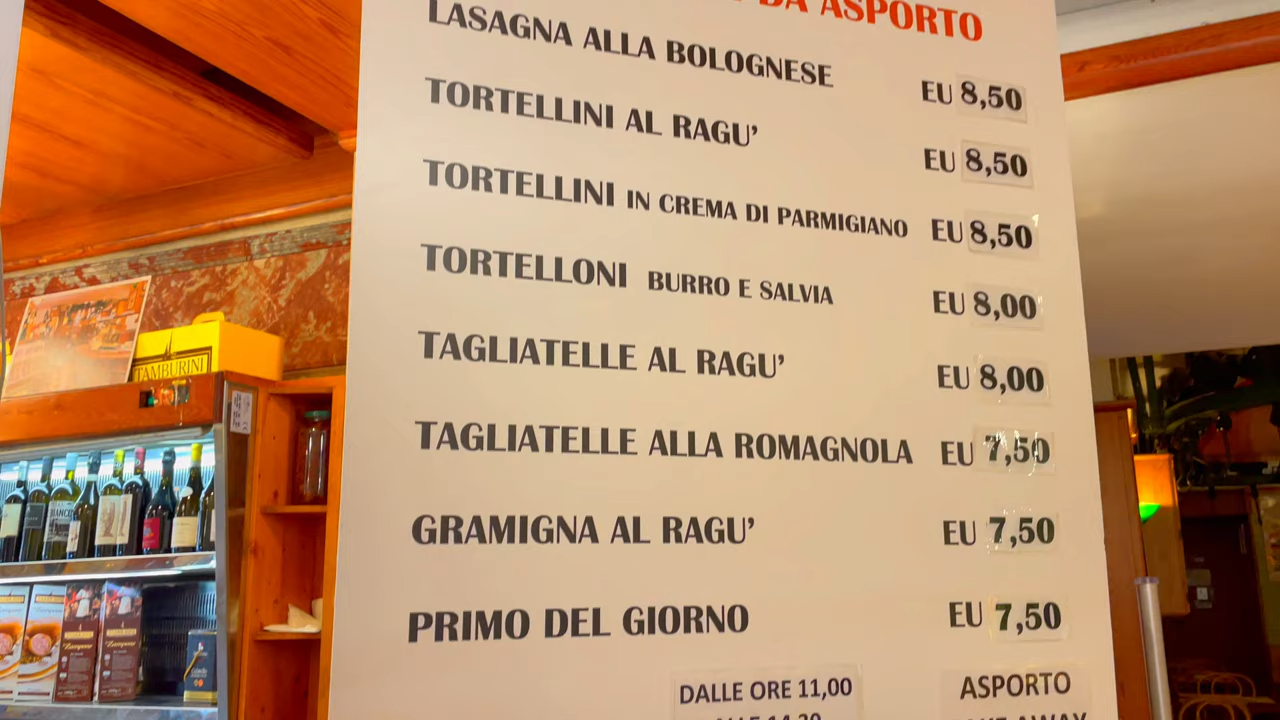 DA ASPORTO
LASAGNA ALLA BOLOGNESE EU 8,50
TORTELLINI AL RAGU' EU 8,50
TORTELLINI IN CREMA DI PARMIGIANO EU 8,50
TORTELLONI BURRO E SALVIA EU 8,00
TAGLIATELLE AL RAGU' EU 8,00
TAGLIATELLE ALLA ROMAGNOLA EU 7,50
GRAMIGNA AL RAGU' EU 7,50
PRIMO DEL GIORNO EU 7,50
DALLE ORE 11,00
ASPORTO
TAMBURINI